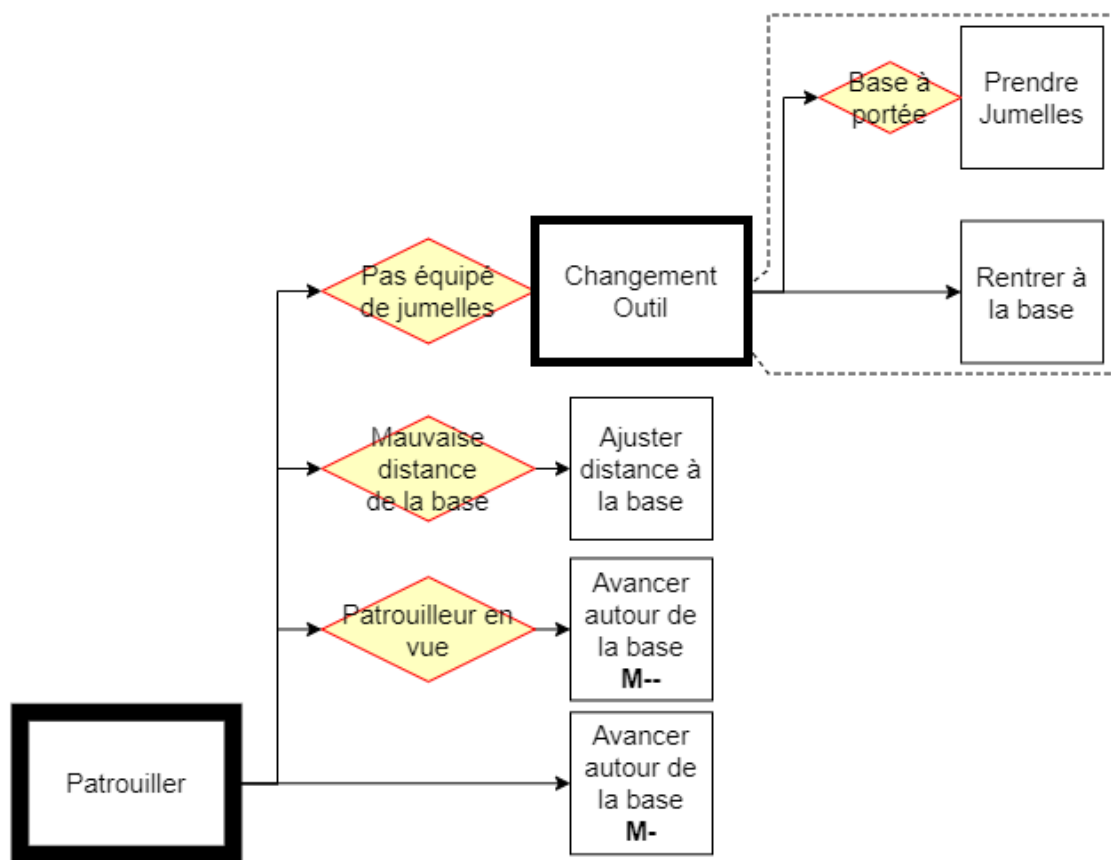 Base à
portée
Prendre
Jumelles
Pas équipé
de jumelles
Changement
Outil
Rentrer à
la base
Mauvaise
distance
de la base
Ajuster
distance à
la base
Patrouilleur en
vue
Avancer
autour de
la base
M--
Patrouiller
Avancer
autour de
la base
M-